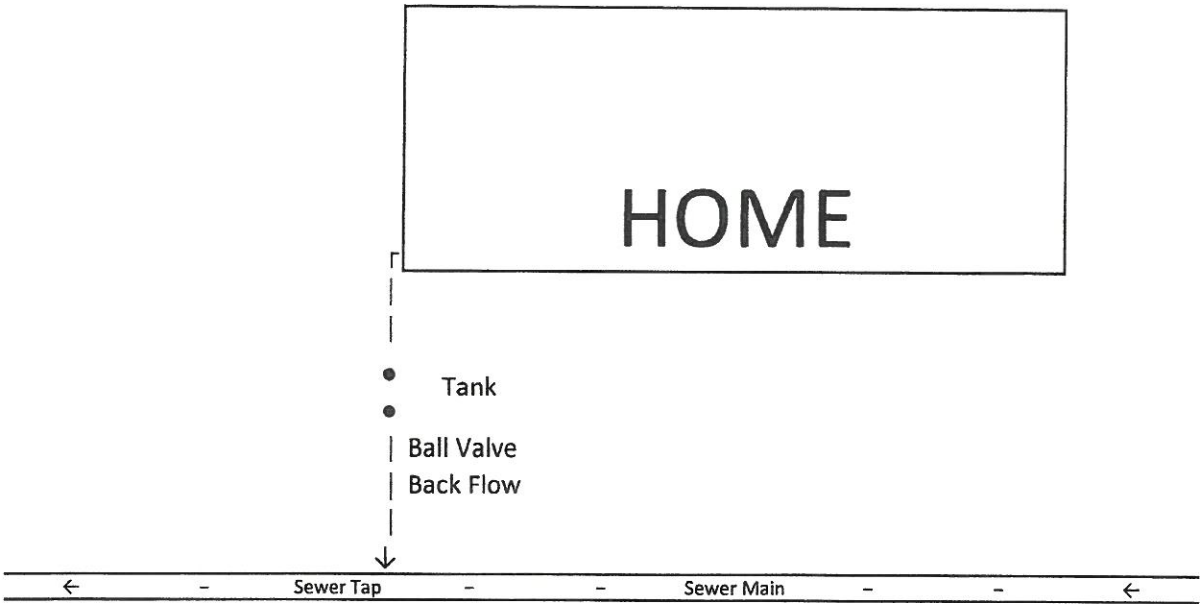 HOME
Tank
Ball Valve
Back Flow
← – Sewer Tap – – Sewer Main – – ←